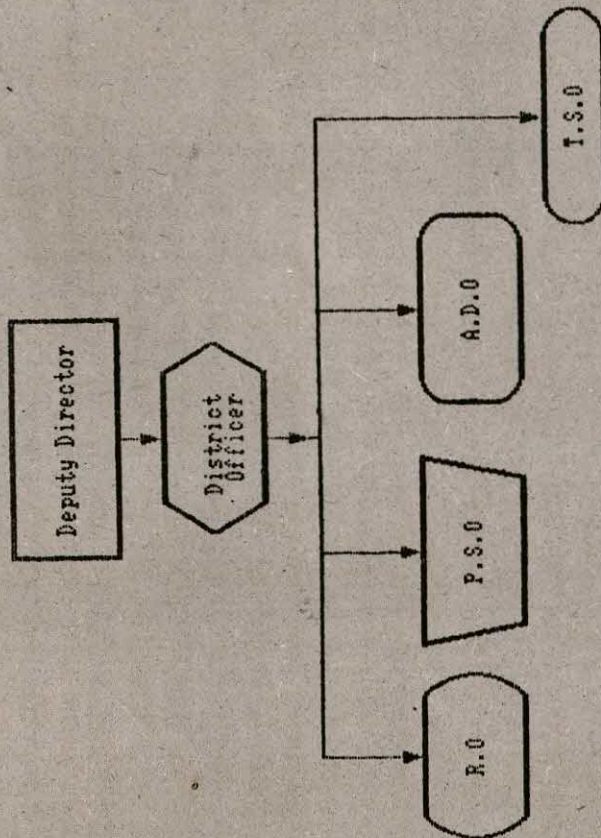 Deputy Director
District
Officer
R.O
P.S.O
A.D.O
T.S.O